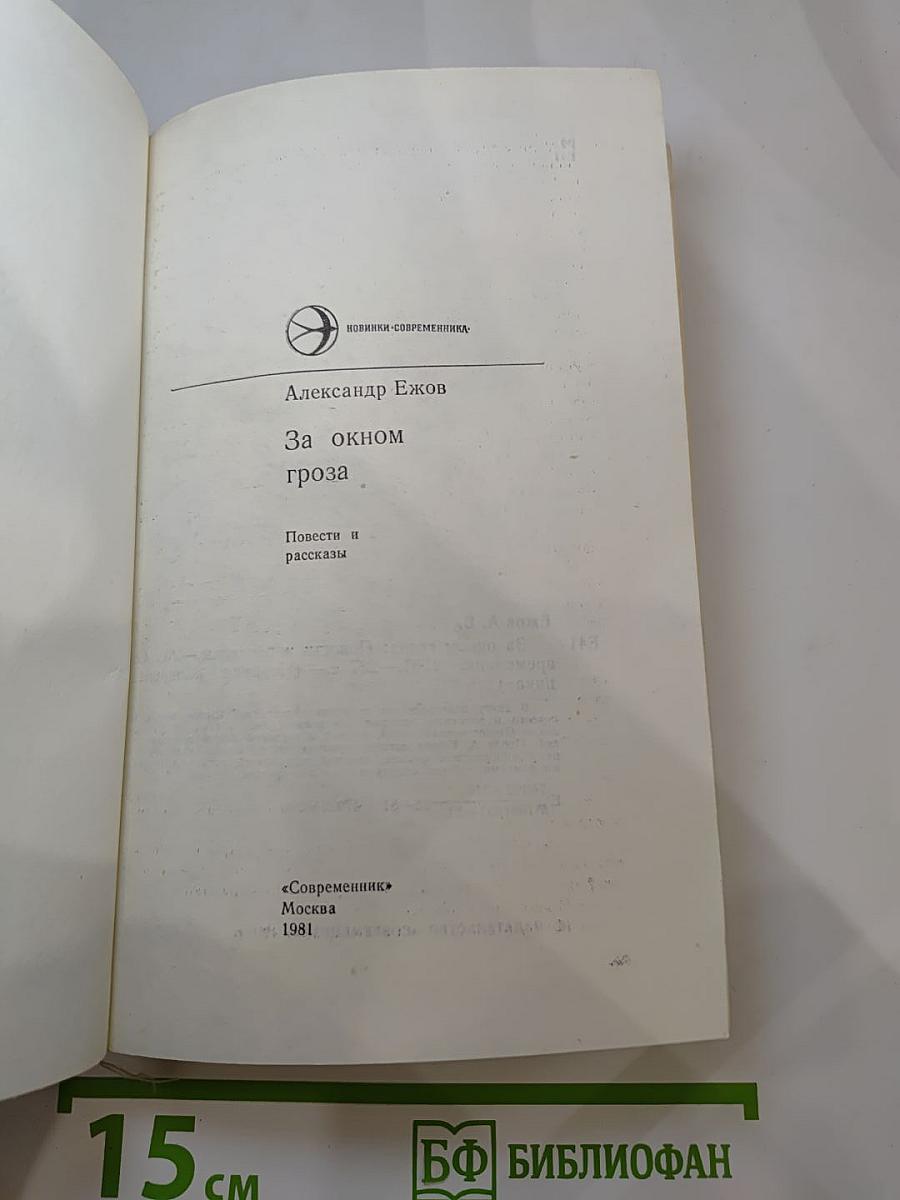 НОВИНКИ·СОВРЕМЕННИКА·
Александр Ежов
За окном
гроза
Повести и
рассказы
«Современник»
Москва
1981
15 см
БФ БИБЛИОФАН